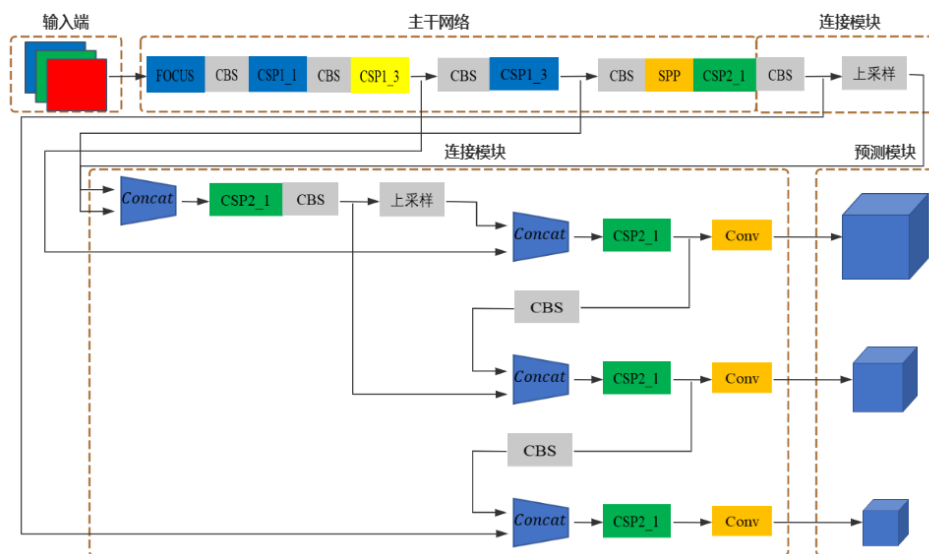 输入端 主干网络 连接模块
FOCUS CBS CSP1_1 CBS CSP1_3 CBS CSP1_3 CBS SPP CSP2_1 CBS 上采样
连接模块 预测模块
Concat CSP2_1 CBS 上采样
Concat CSP2_1 Conv
CBS
Concat CSP2_1 Conv
CBS
Concat CSP2_1 Conv